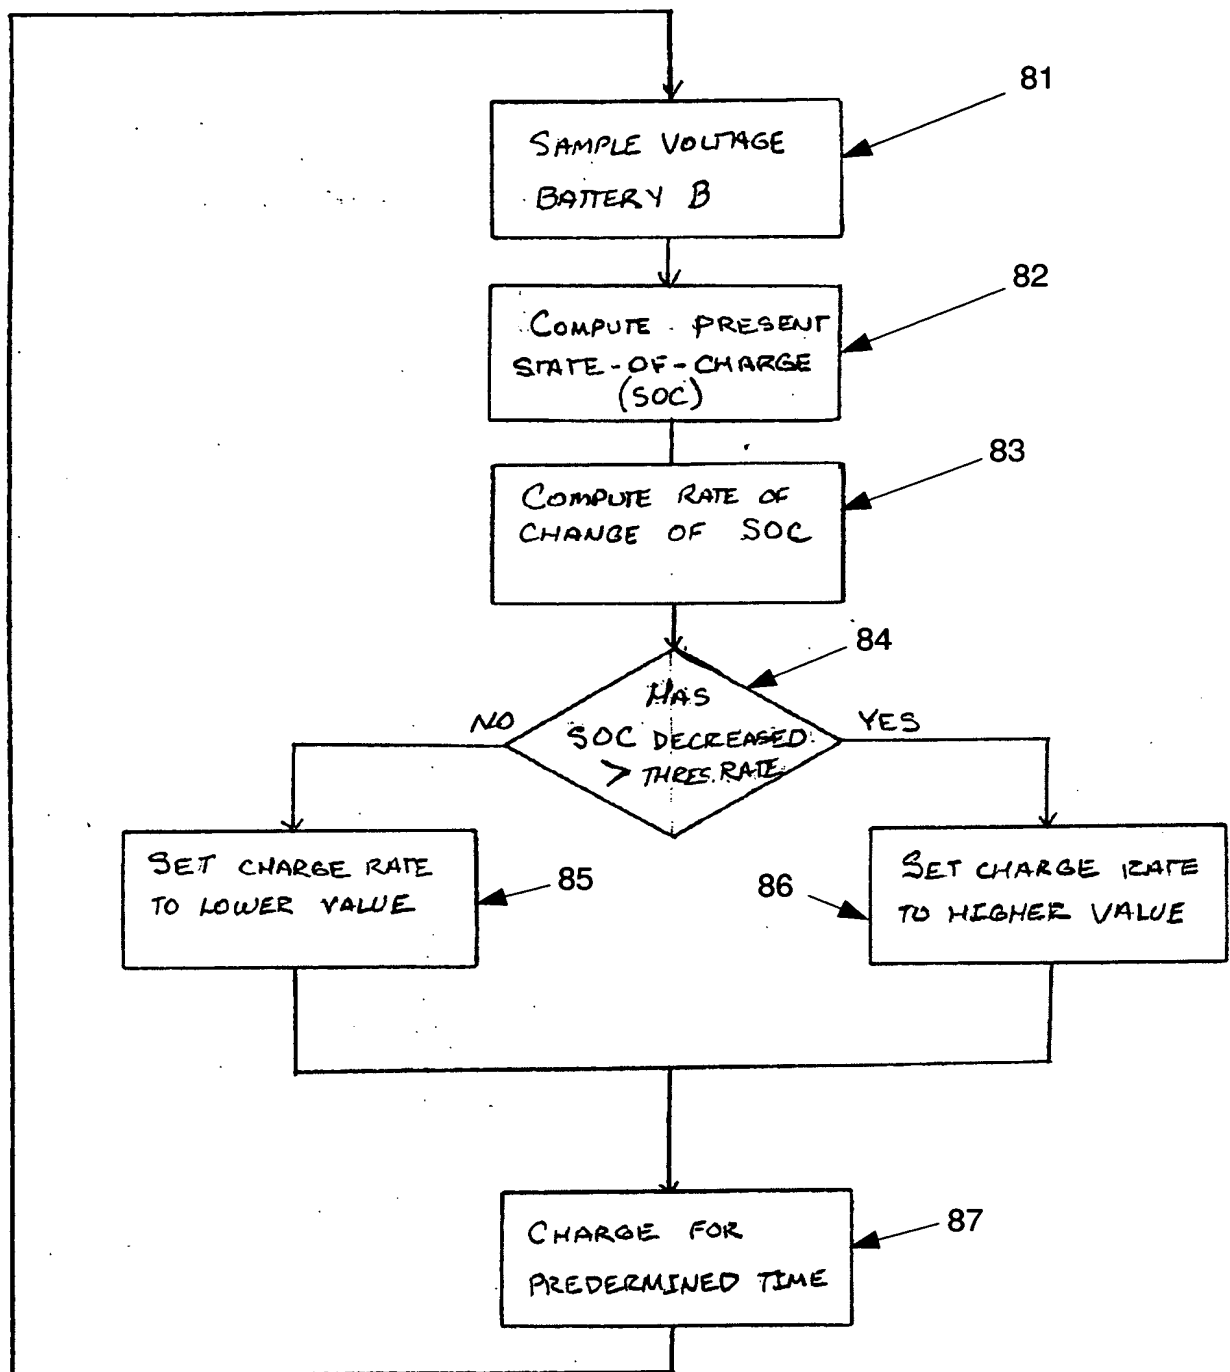 81
SAMPLE VOLTAGE
BATTERY B
82
COMPUTE PRESENT
STATE-OF-CHARGE
(SOC)
83
COMPUTE RATE OF
CHANGE OF SOC
84
HAS
SOC DECREASED
> THRES. RATE
NO
YES
SET CHARGE RATE
TO LOWER VALUE
85
86
SET CHARGE RATE
TO HIGHER VALUE
CHARGE FOR
PREDERMINED TIME
87